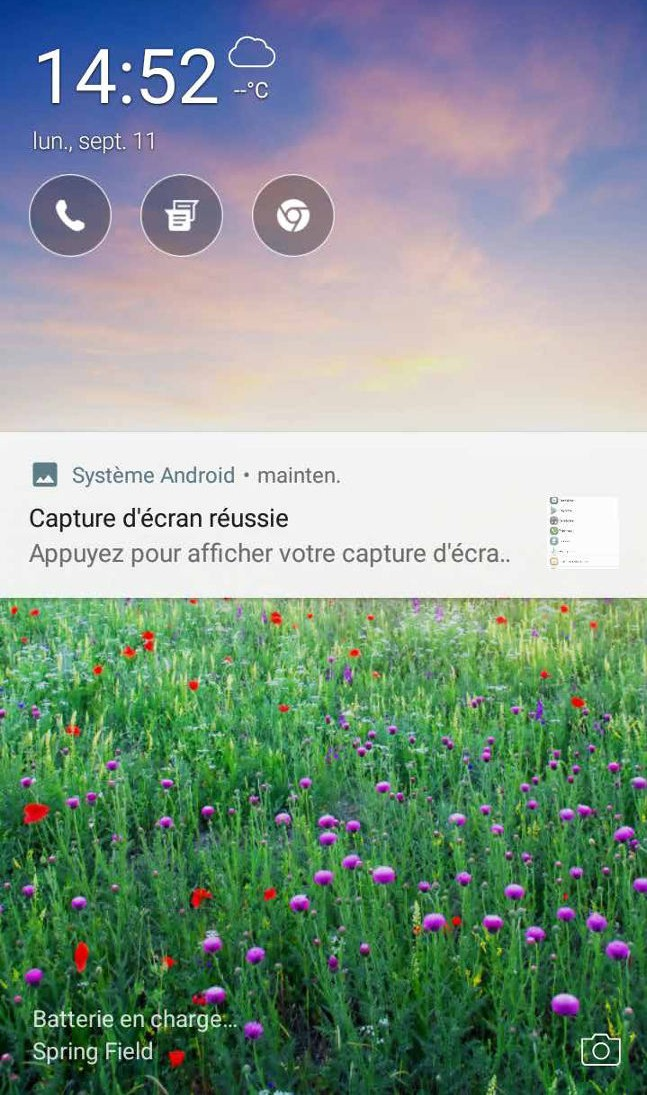 14:52
--°C
lun., sept. 11
Système Android • mainten.
Capture d'écran réussie
Appuyez pour afficher votre capture d'écra..
Batterie en charge...
Spring Field